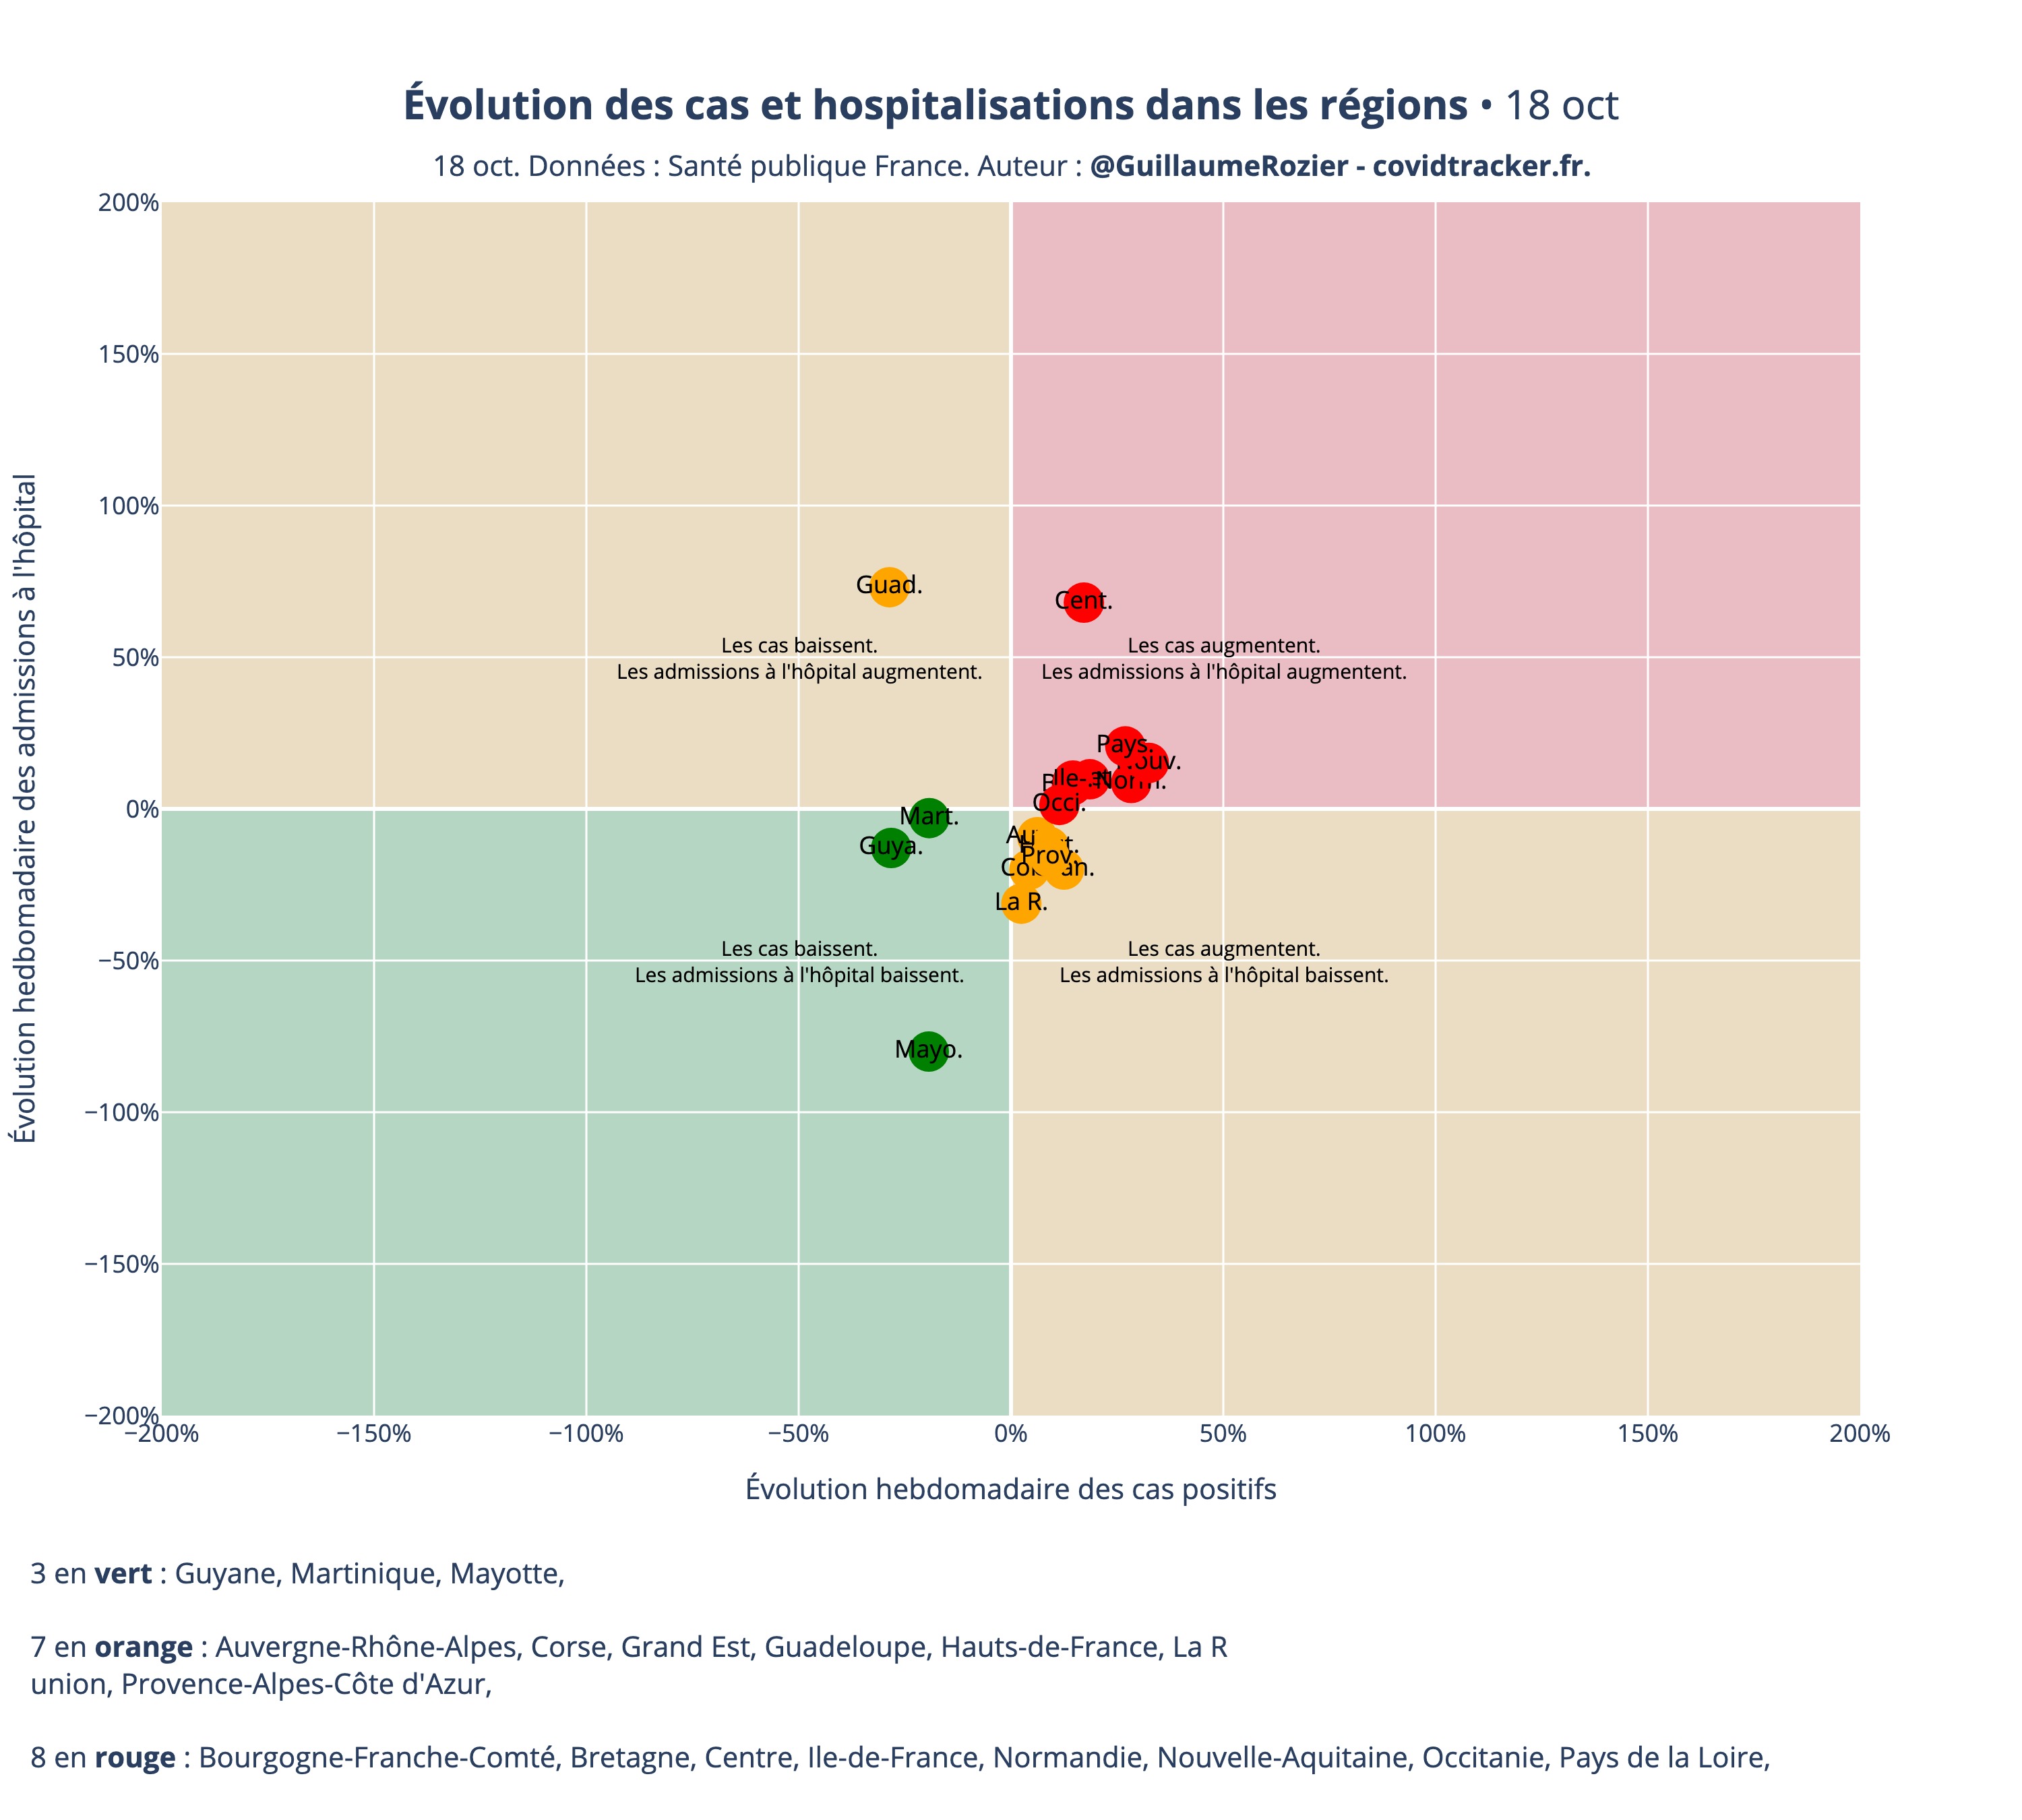 Évolution des cas et hospitalisations dans les régions • 18 oct
18 oct. Données : Santé publique France. Auteur : @GuillaumeRozier - covidtracker.fr.
Évolution hedbomadaire des admissions à l'hôpital
200%
150%
100%
50%
0%
−50%
−100%
−150%
−200%
Guad.
Cent.
Les cas baissent.
Les admissions à l'hôpital augmentent.
Les cas augmentent.
Les admissions à l'hôpital augmentent.
Pays.
Norm.
Ile-.
Occi.
Mart.
Guya.
Prov.
La R.
Les cas baissent.
Les admissions à l'hôpital baissent.
Les cas augmentent.
Les admissions à l'hôpital baissent.
Mayo.
−200%
−150%
−100%
−50%
0%
50%
100%
150%
200%
Évolution hebdomadaire des cas positifs
3 en vert : Guyane, Martinique, Mayotte,
7 en orange : Auvergne-Rhône-Alpes, Corse, Grand Est, Guadeloupe, Hauts-de-France, La R
union, Provence-Alpes-Côte d'Azur,
8 en rouge : Bourgogne-Franche-Comté, Bretagne, Centre, Ile-de-France, Normandie, Nouvelle-Aquitaine, Occitanie, Pays de la Loire,